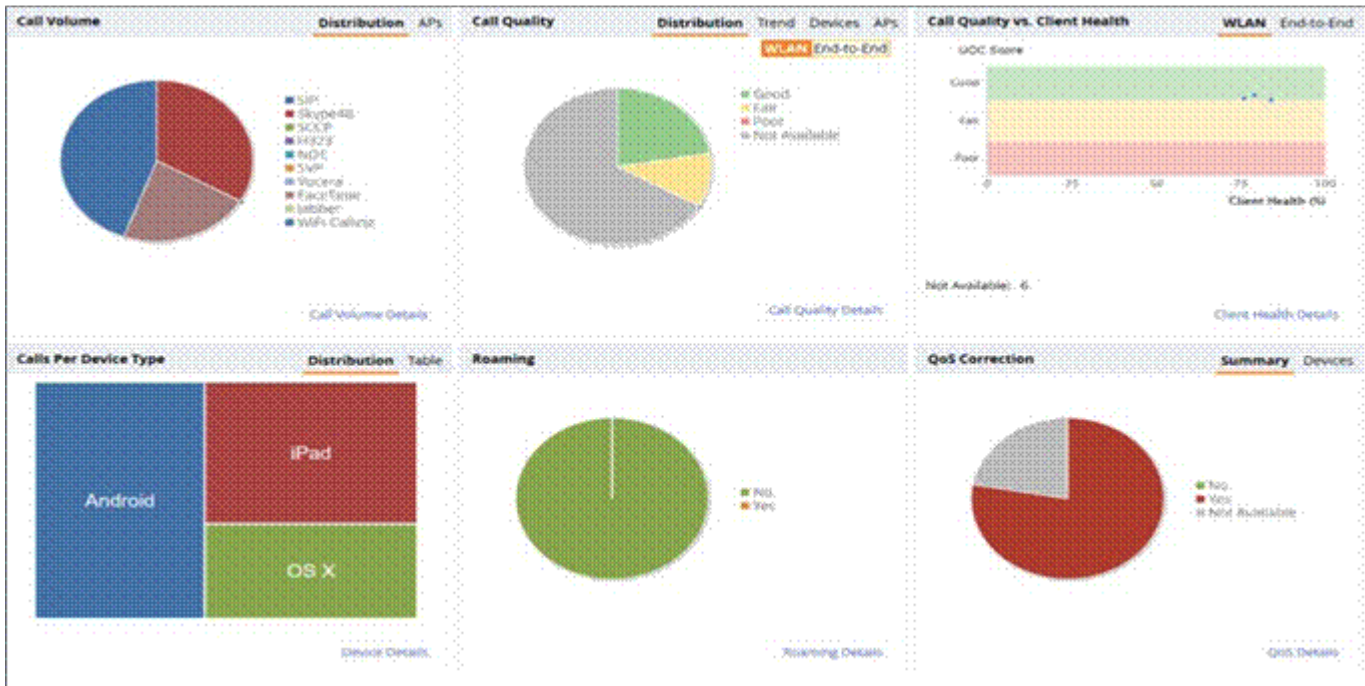 Call Volume
Distribution APs
SIP
Skype4B
SCCP
H323
NOE
SVP
Vocera
FaceTime
Jabber
WiFi Calling
Call Volume Details
Call Quality
Distribution Trend Devices APs
WLAN End-to-End
Good
Fair
Poor
Not Available
Call Quality Details
Call Quality vs. Client Health
WLAN End-to-End
UCC Score
Good
Fair
Poor
0 25 50 75 100
Client Health (%)
Not Available: 6
Client Health Details
Calls Per Device Type
Distribution Table
Android
iPad
OS X
Device Details
Roaming
No
Yes
Roaming Details
QoS Correction
Summary Devices
No
Yes
Not Available
QoS Details